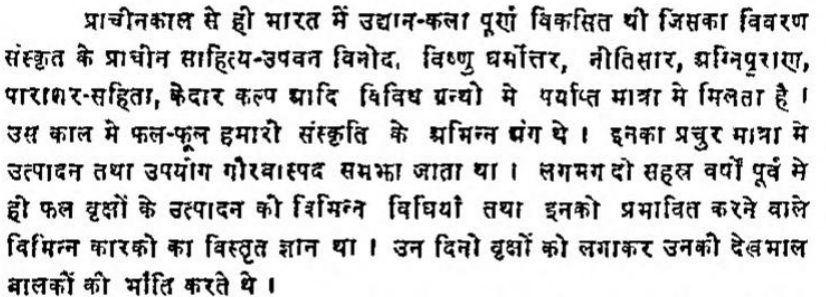 प्राचीनकाल से ही भारत में उद्यान-कला पूर्ण विकसित थी जिसका विवरण
संस्कृत के प्राचीन साहित्य-उपवन विनोद, विष्णु धर्मोत्तर, नीतिसार, अग्निपुराण,
पाराशर-सहिता, केदार कल्प आदि विविध ग्रन्थो मे पर्याप्त मात्रा मे मिलता है ।
उस काल मे फल-फूल हमारी संस्कृति के अभिन्न अंग थे । इनका प्रचुर मात्रा मे
उत्पादन तथा उपयोग गौरवास्पद समझा जाता था । लगभग दो सहस्र वर्षों पूर्व मे
ही फल वृक्षों के उत्पादन की विभिन्न विधियों तथा इनको प्रभावित करने वाले
विभिन्न कारको का विस्तृत ज्ञान था । उन दिनो वृक्षों को लगाकर उनकी देखभाल
बालकों की भाँति करते थे ।